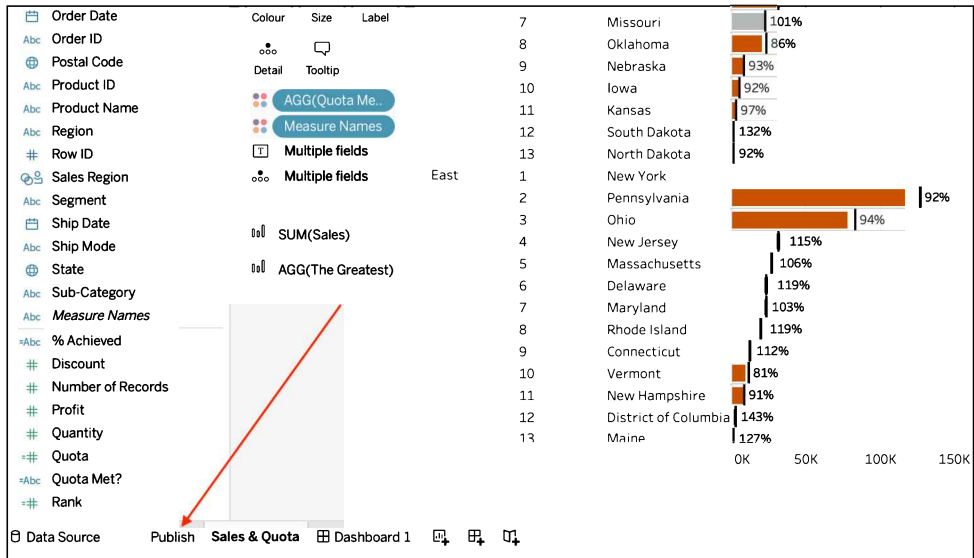 Order Date
Order ID
Postal Code
Product ID
Product Name
Region
Row ID
Sales Region
Segment
Ship Date
Ship Mode
State
Sub-Category
Measure Names
% Achieved
Discount
Number of Records
Profit
Quantity
Quota
Quota Met?
Rank
Colour Size Label
Detail Tooltip
AGG(Quota Me..
Measure Names
Multiple fields
Multiple fields
SUM(Sales)
AGG(The Greatest)
7 Missouri 101%
8 Oklahoma 86%
9 Nebraska 93%
10 Iowa 92%
11 Kansas 97%
12 South Dakota 132%
13 North Dakota 92%
East 1 New York
2 Pennsylvania 92%
3 Ohio 94%
4 New Jersey 115%
5 Massachusetts 106%
6 Delaware 119%
7 Maryland 103%
8 Rhode Island 119%
9 Connecticut 112%
10 Vermont 81%
11 New Hampshire 91%
12 District of Columbia 143%
13 Maine 127%
0K 50K 100K 150K
Data Source Publish Sales & Quota Dashboard 1